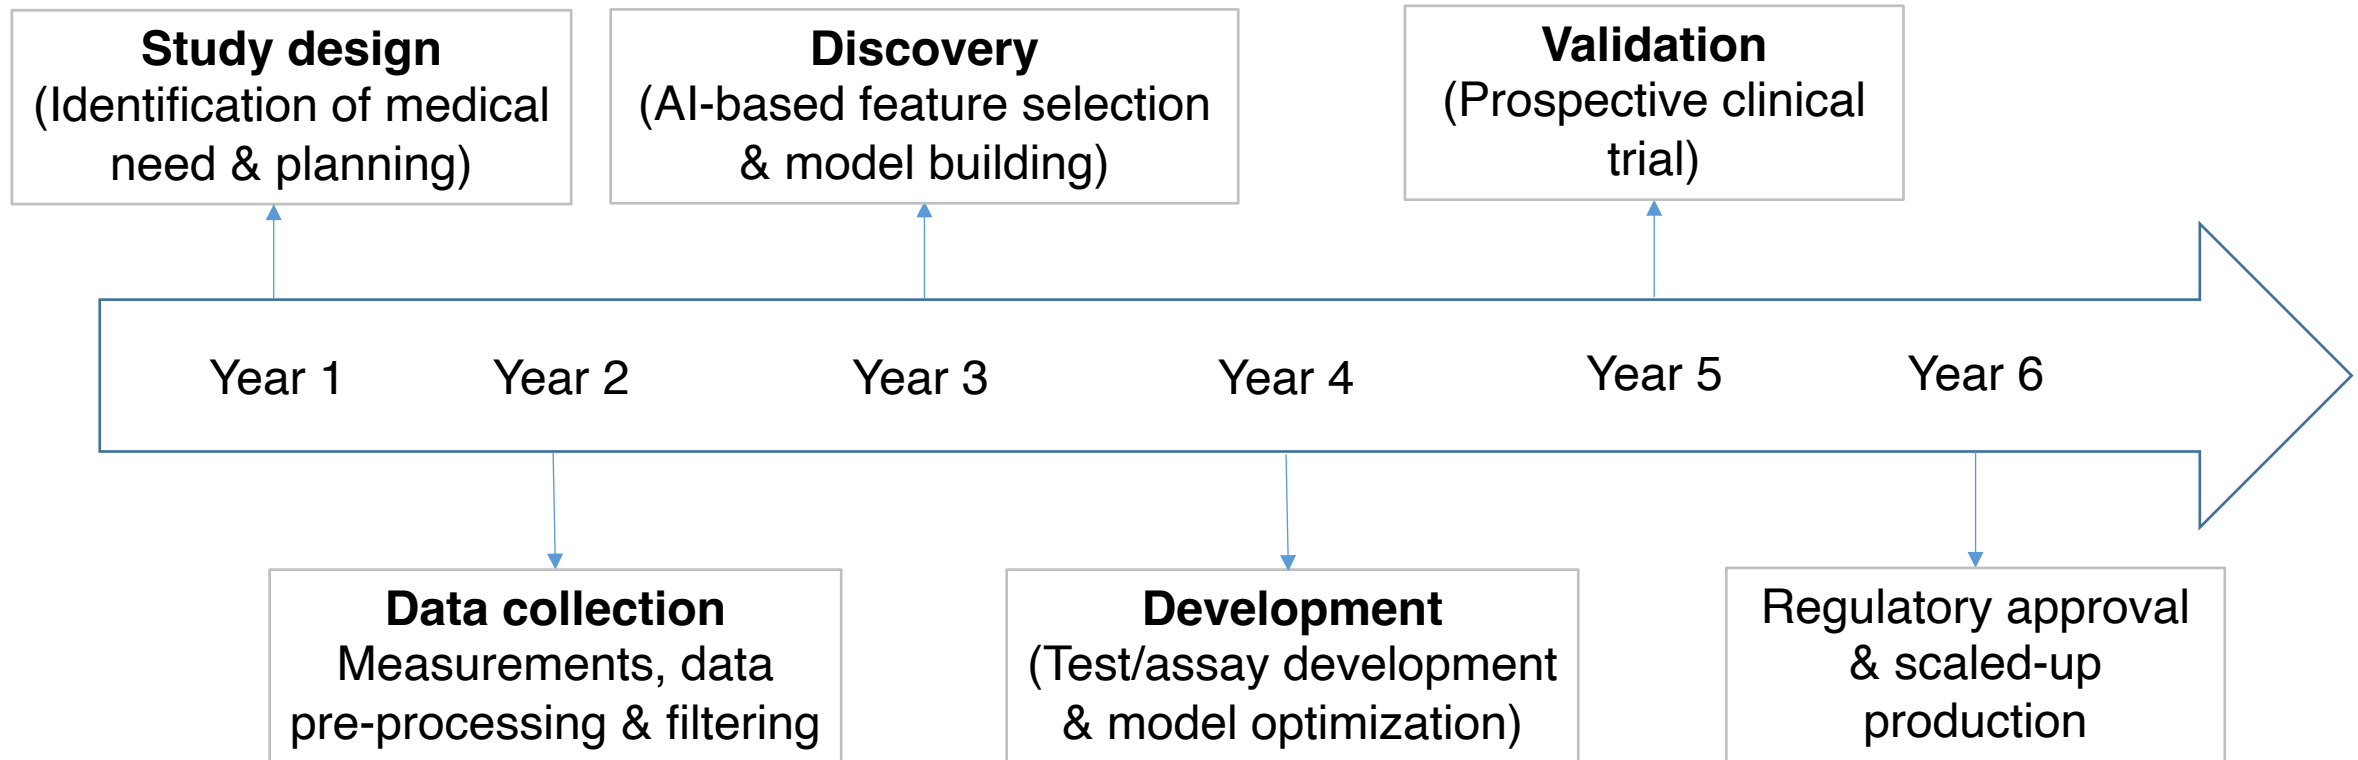 Study design
(Identification of medical
need & planning)
Discovery
(AI-based feature selection
& model building)
Validation
(Prospective clinical
trial)
Year 1
Year 2
Year 3
Year 4
Year 5
Year 6
Data collection
Measurements, data
pre-processing & filtering
Development
(Test/assay development
& model optimization)
Regulatory approval
& scaled-up
production